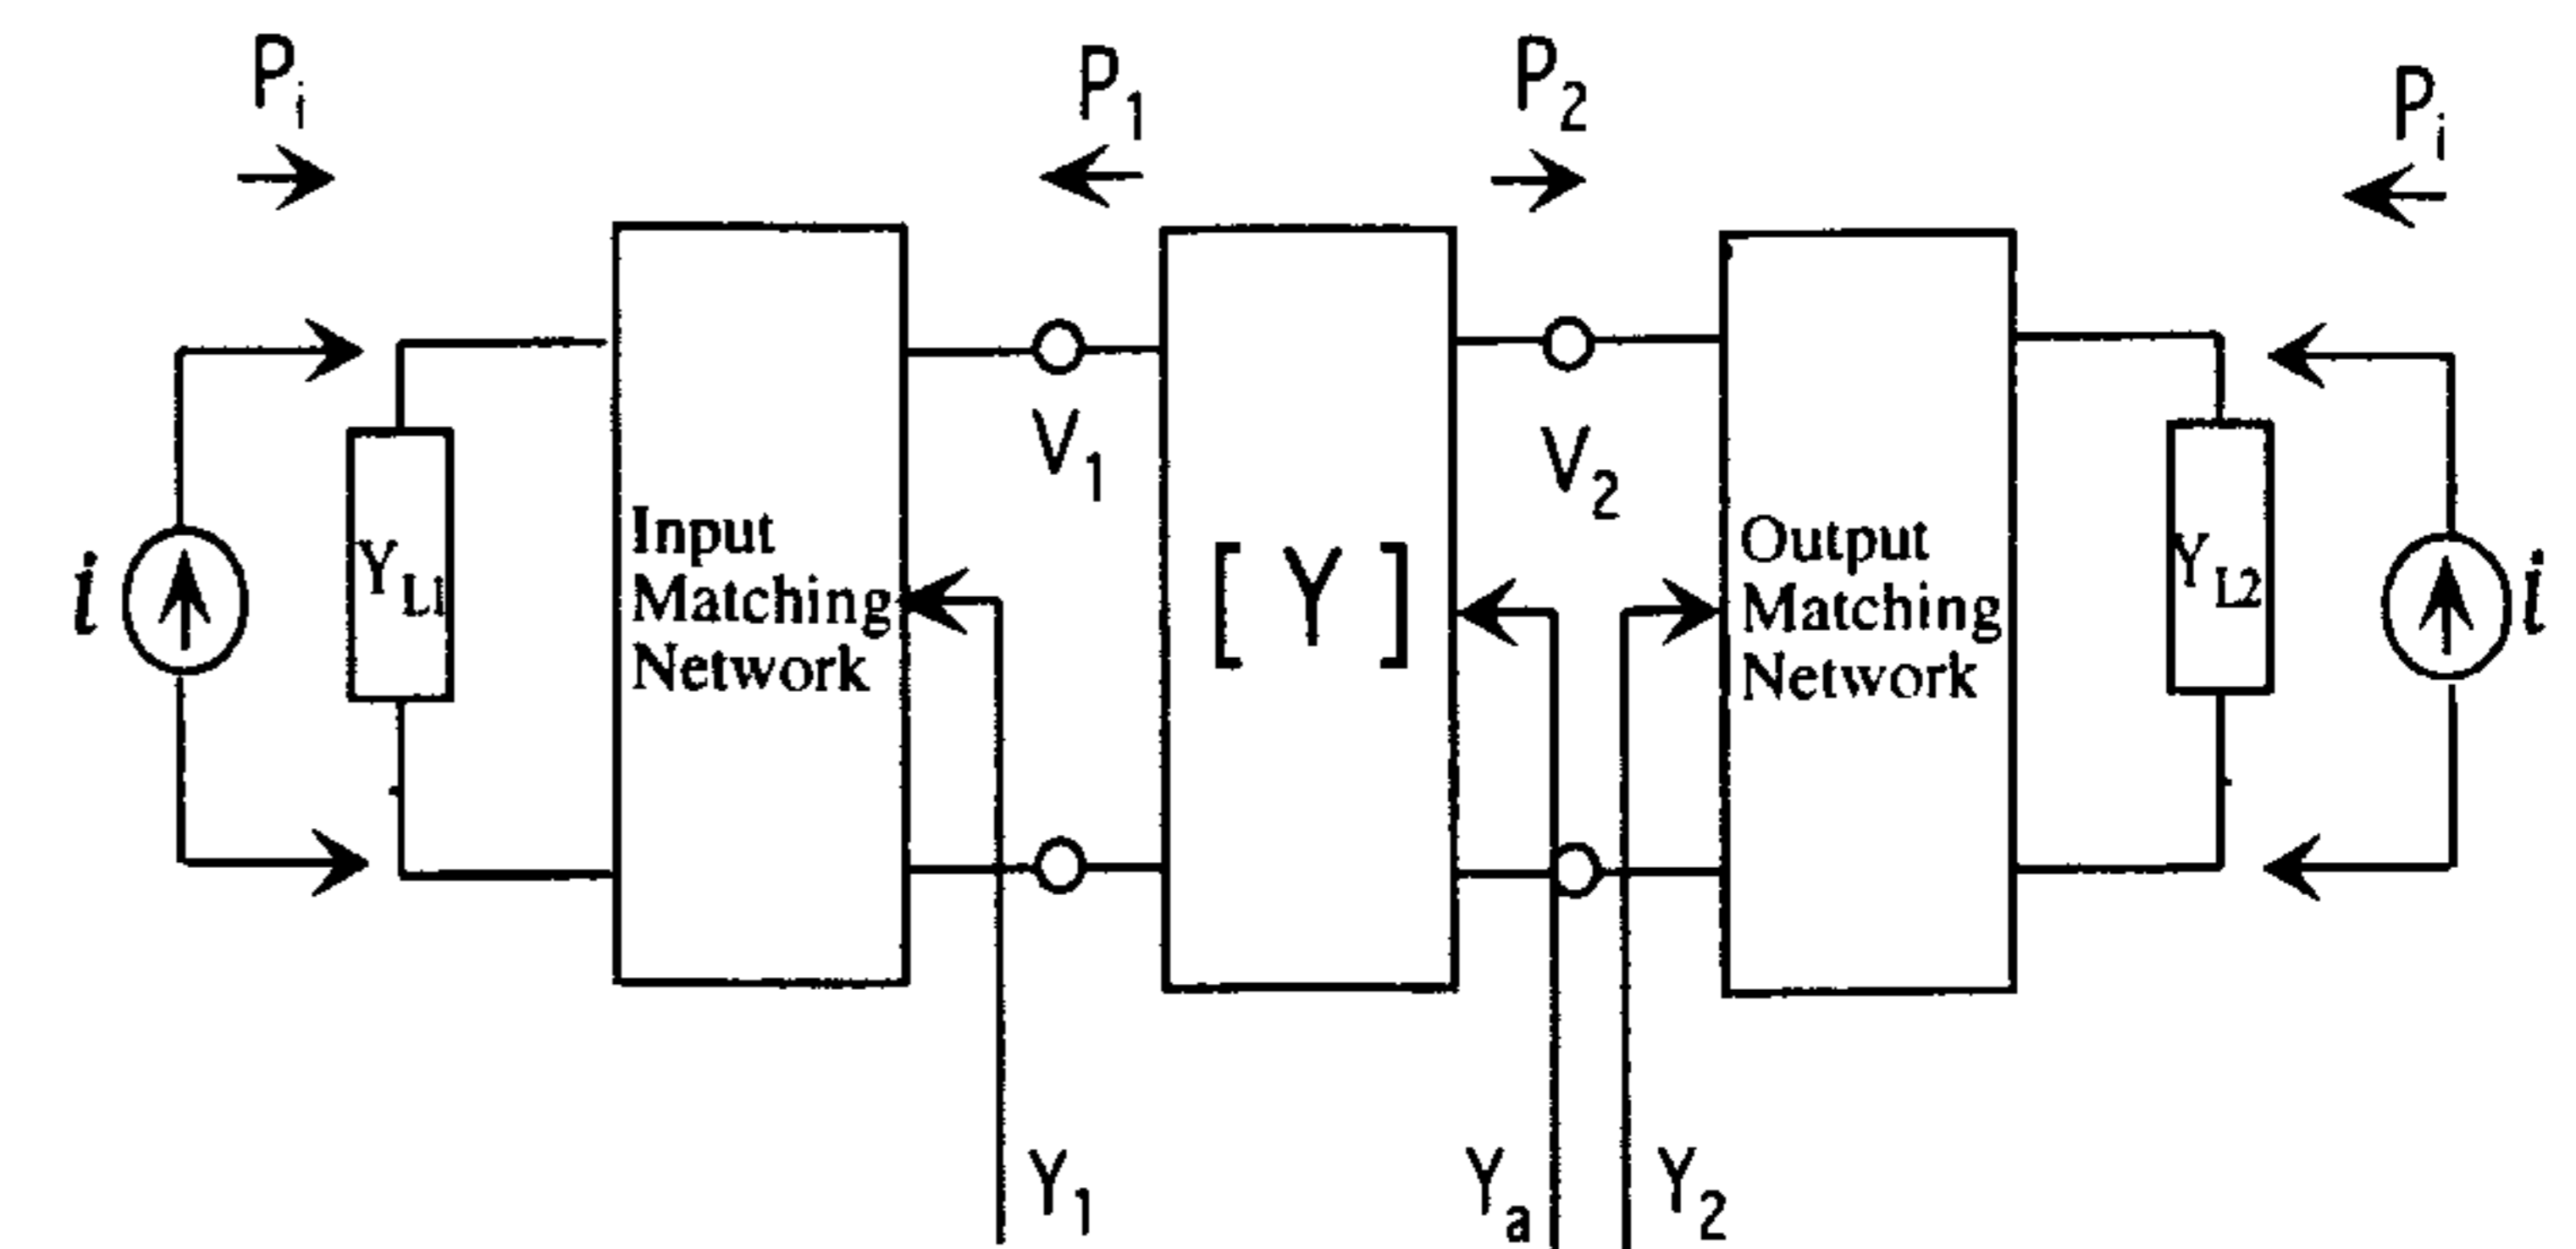 Pi
P1
P2
Pi
i
YL1
Input
Matching
Network
V1
[ Y ]
V2
Output
Matching
Network
YL2
i
Y1
Ya
Y2